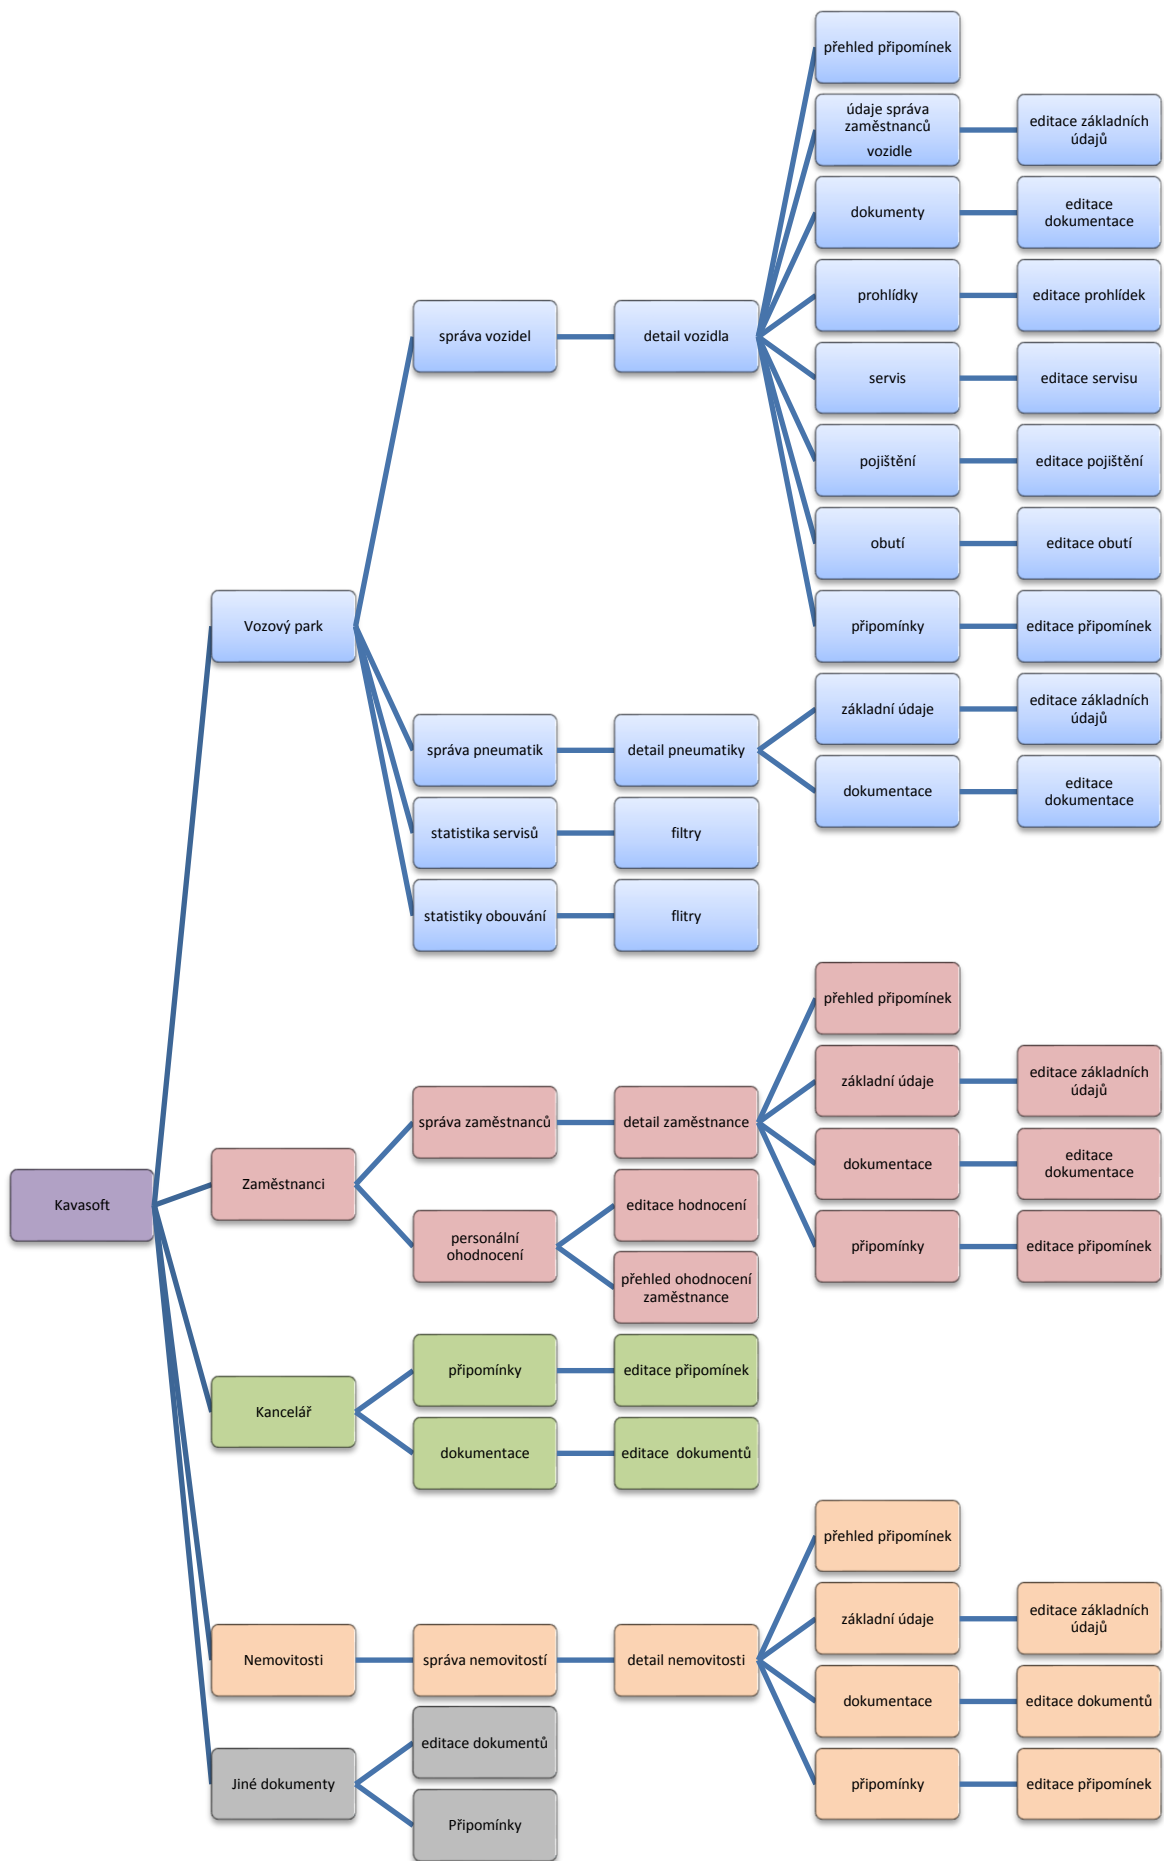 přehled připomínek
údaje správa
zaměstnanců
vozidle
editace základních
údajů
dokumenty
editace
dokumentace
prohlídky
editace prohlídek
správa vozidel
detail vozidla
servis
editace servisu
pojištění
editace pojištění
obutí
editace obutí
Vozový park
připomínky
editace připomínek
základní údaje
editace základních
údajů
správa pneumatik
detail pneumatiky
dokumentace
editace
dokumentace
statistika servisů
filtry
statistiky obouvání
flitry
přehled připomínek
základní údaje
editace základních
údajů
správa zaměstnanců
detail zaměstnance
dokumentace
editace
dokumentace
Zaměstnanci
Kavasoft
editace hodnocení
personální
ohodnocení
připomínky
editace připomínek
přehled ohodnocení
zaměstnance
připomínky
editace připomínek
Kancelář
dokumentace
editace  dokumentů
přehled připomínek
základní údaje
editace základních
údajů
Nemovitosti
správa nemovitostí
detail nemovitosti
dokumentace
editace dokumentů
editace dokumentů
Jiné dokumenty
připomínky
editace připomínek
Připomínky